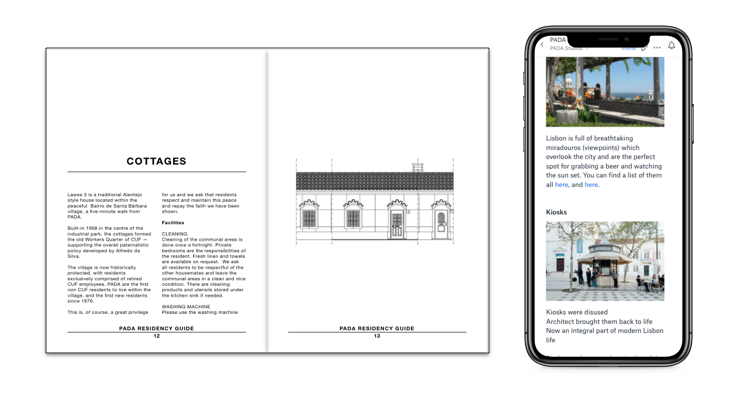 COTTAGES
Lawes 2 is a traditional Alentejo
style house located within the
peaceful Bairro de Santa Bárbara
village, a five-minute walk from
PADA.
Built-in 1908 in the centre of the
industrial park, the cottages formed
the old Workers Quarter of CUF –
supporting the overall paternalistic
policy developed by Alfredo da
Silva.
The village is now historically
protected, with residents
exclusively comprised of retired
CUF employees. PADA are the first
non CUF residents to live within the
village, and the first new residents
since 1976.
This is, of course, a great privilege
for us and we ask that residents
respect and maintain this peace
and repay the faith we have been
shown.
Facilities
CLEANING
Cleaning of the communal areas is
done once a fortnight. Private
bedrooms are the responsibilities of
the resident. Fresh linen and towels
are available on request. We ask
all residents to be respectful of the
other housemates and leave the
communal areas in a clean and nice
condition. There are cleaning
products and utensils stored under
the kitchen sink if needed.
WASHING MACHINE
Please use the washing machine
PADA RESIDENCY GUIDE
12
PADA RESIDENCY GUIDE
13
PADA
PADA
Lisbon is full of breathtaking
miradouros (viewpoints) which
overlook the city and are the perfect
spot for grabbing a beer and watching
the sun set. You can find a list of them
all here, and here.
Kiosks
Kiosks were disused
Architect brought them back to life
Now an integral part of modern Lisbon
life